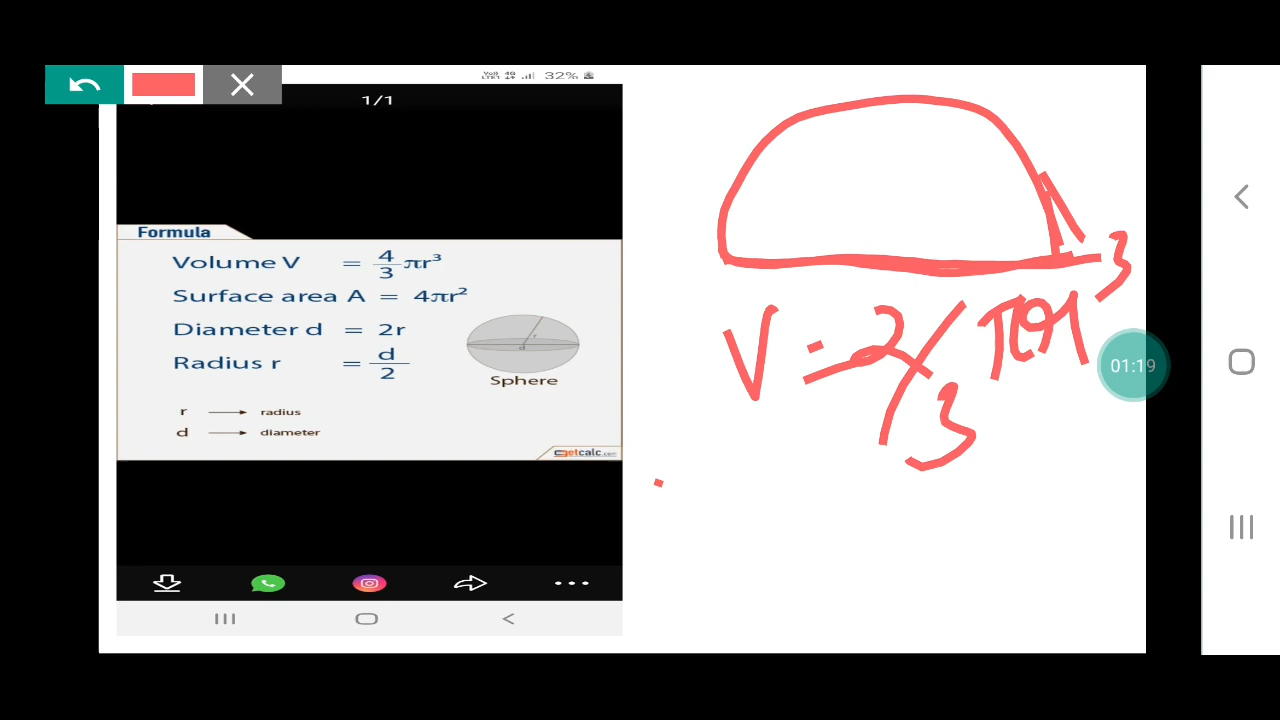 32%
1/1
Formula
Volume V = 4/3 πr³
Surface area A = 4πr²
Diameter d = 2r
Radius r = d/2
r
d
Sphere
r → radius
d → diameter
getcalc.com
V = 2/3 πr³
01:19